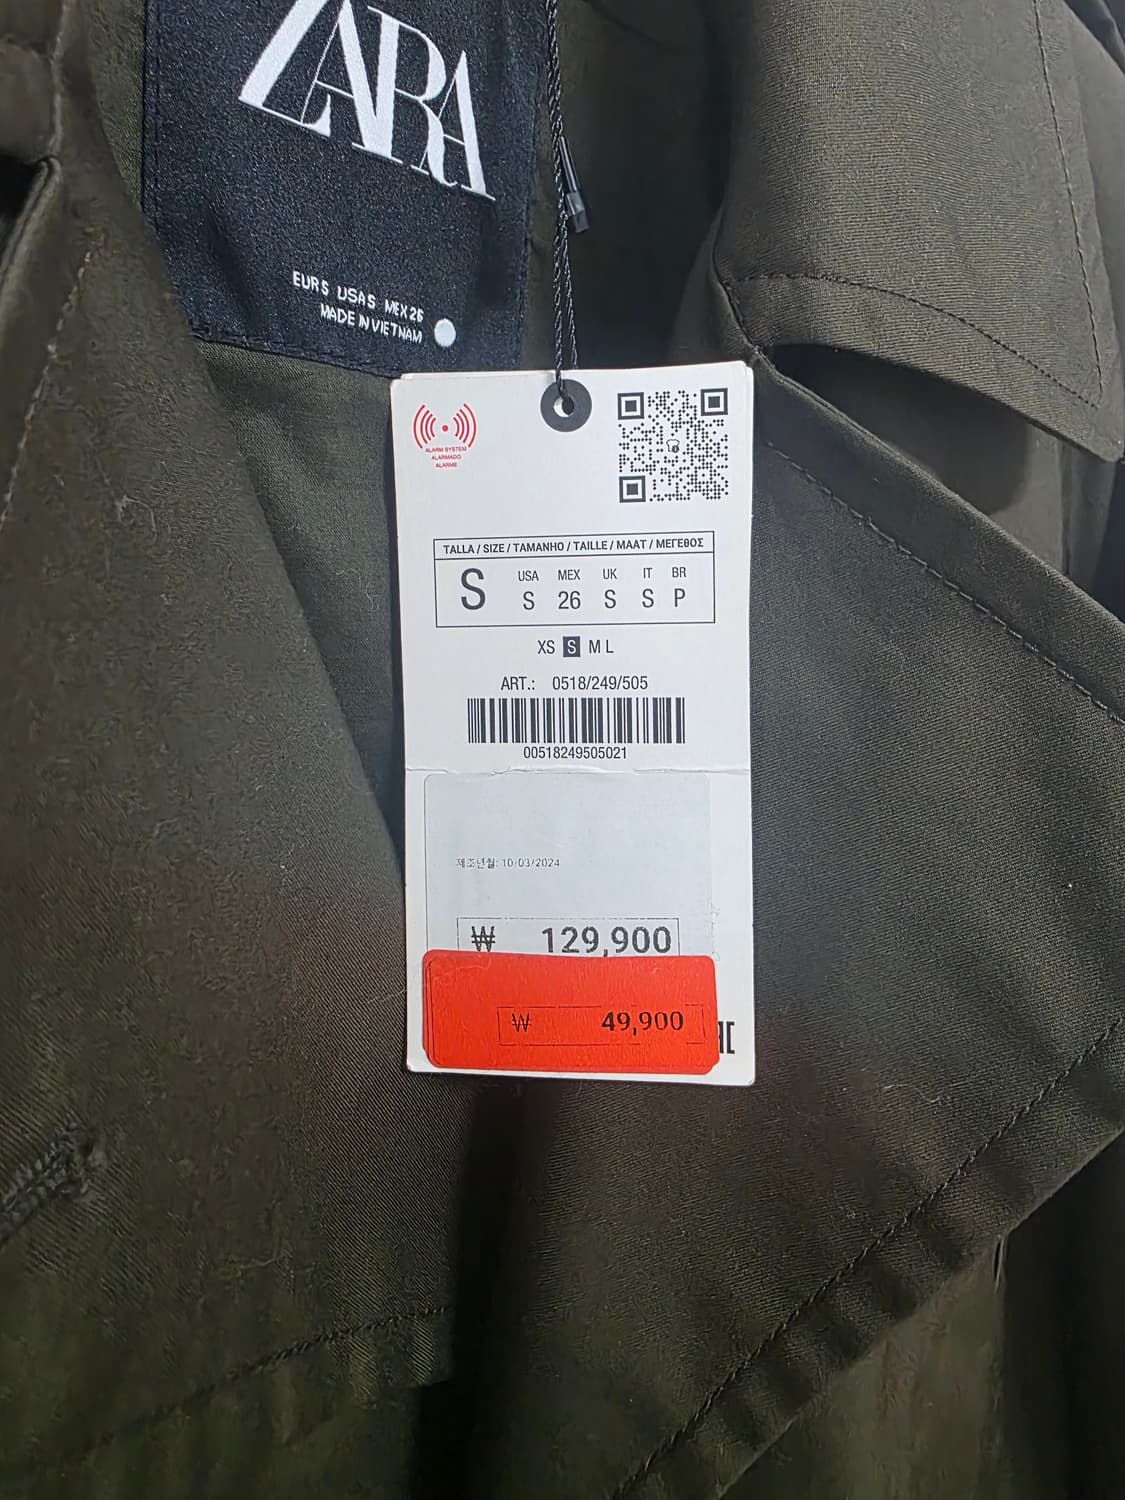 ZARA
EUR S USA S MEX 26
MADE IN VIETNAM
ALARM SYSTEM
ALARMADO
ALARME
TALLA / SIZE / TAMANHO / TAILLE / MAAT / ΜΕΓΕΘΟΣ
USA MEX UK IT BR
S S 26 S S P
XS S M L
ART.: 0518/249/505
00518249505021
제조년월: 10/03/2024
₩ 129,900
₩ 49,900